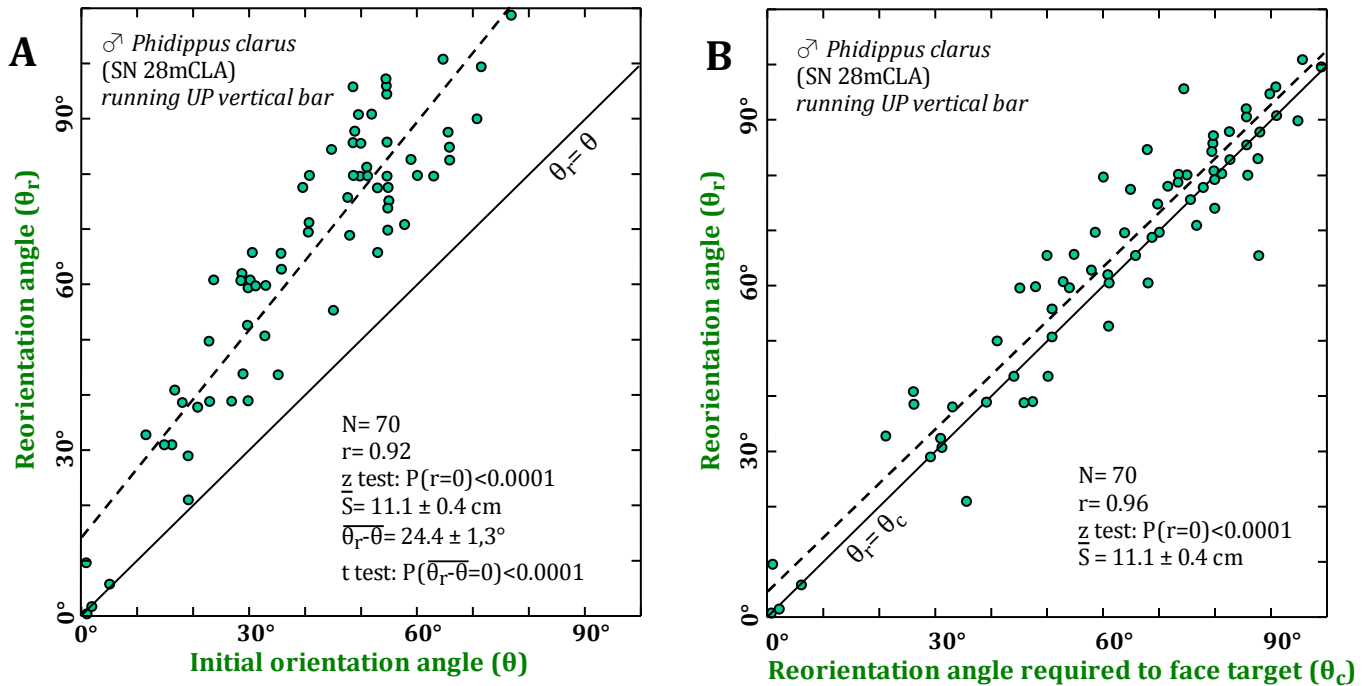 A
♂ Phidippus clarus
(SN 28mCLA)
running UP vertical bar
θr= θ
N= 70
r= 0.92
z test: P(r=0)<0.0001
S̅= 11.1 ± 0.4 cm
θr-θ= 24.4 ± 1,3°
t test: P(θr-θ=0)<0.0001
Reorientation angle (θr)
0°
30°
60°
90°
0°
30°
60°
90°
Initial orientation angle (θ)
B
♂ Phidippus clarus
(SN 28mCLA)
running UP vertical bar
θr= θc
N= 70
r= 0.96
z test: P(r=0)<0.0001
S̅= 11.1 ± 0.4 cm
Reorientation angle (θr)
0°
30°
60°
90°
0°
30°
60°
90°
Reorientation angle required to face target (θc)